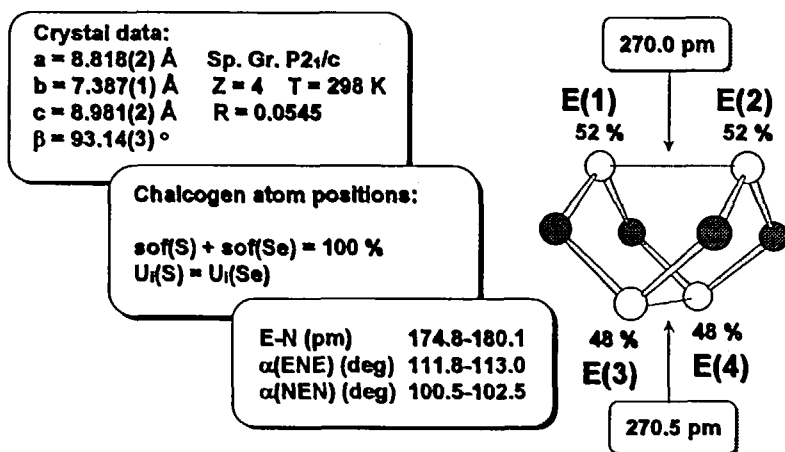 Crystal data:
a = 8.818(2) Å Sp. Gr. P2₁/c
b = 7.387(1) Å Z = 4 T = 298 K
c = 8.981(2) Å R = 0.0545
β = 93.14(3) °
Chalcogen atom positions:
sof(S) + sof(Se) = 100 %
Uᵢ(S) = Uᵢ(Se)
E-N (pm) 174.8-180.1
α(ENE) (deg) 111.8-113.0
α(NEN) (deg) 100.5-102.5
270.0 pm
E(1) E(2)
52 % 52 %
48 % 48 %
E(3) E(4)
270.5 pm